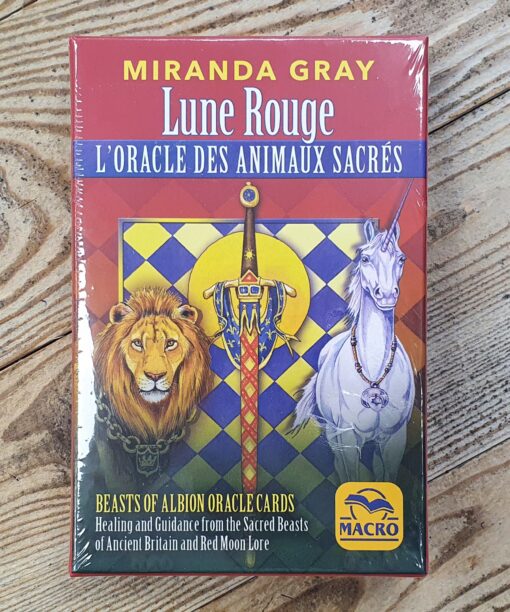 MIRANDA GRAY
Lune Rouge
L'ORACLE DES ANIMAUX SACRÉS
BEASTS OF ALBION ORACLE CARDS
Healing and Guidance from the Sacred Beasts
of Ancient Britain and Red Moon Lore
MACRO